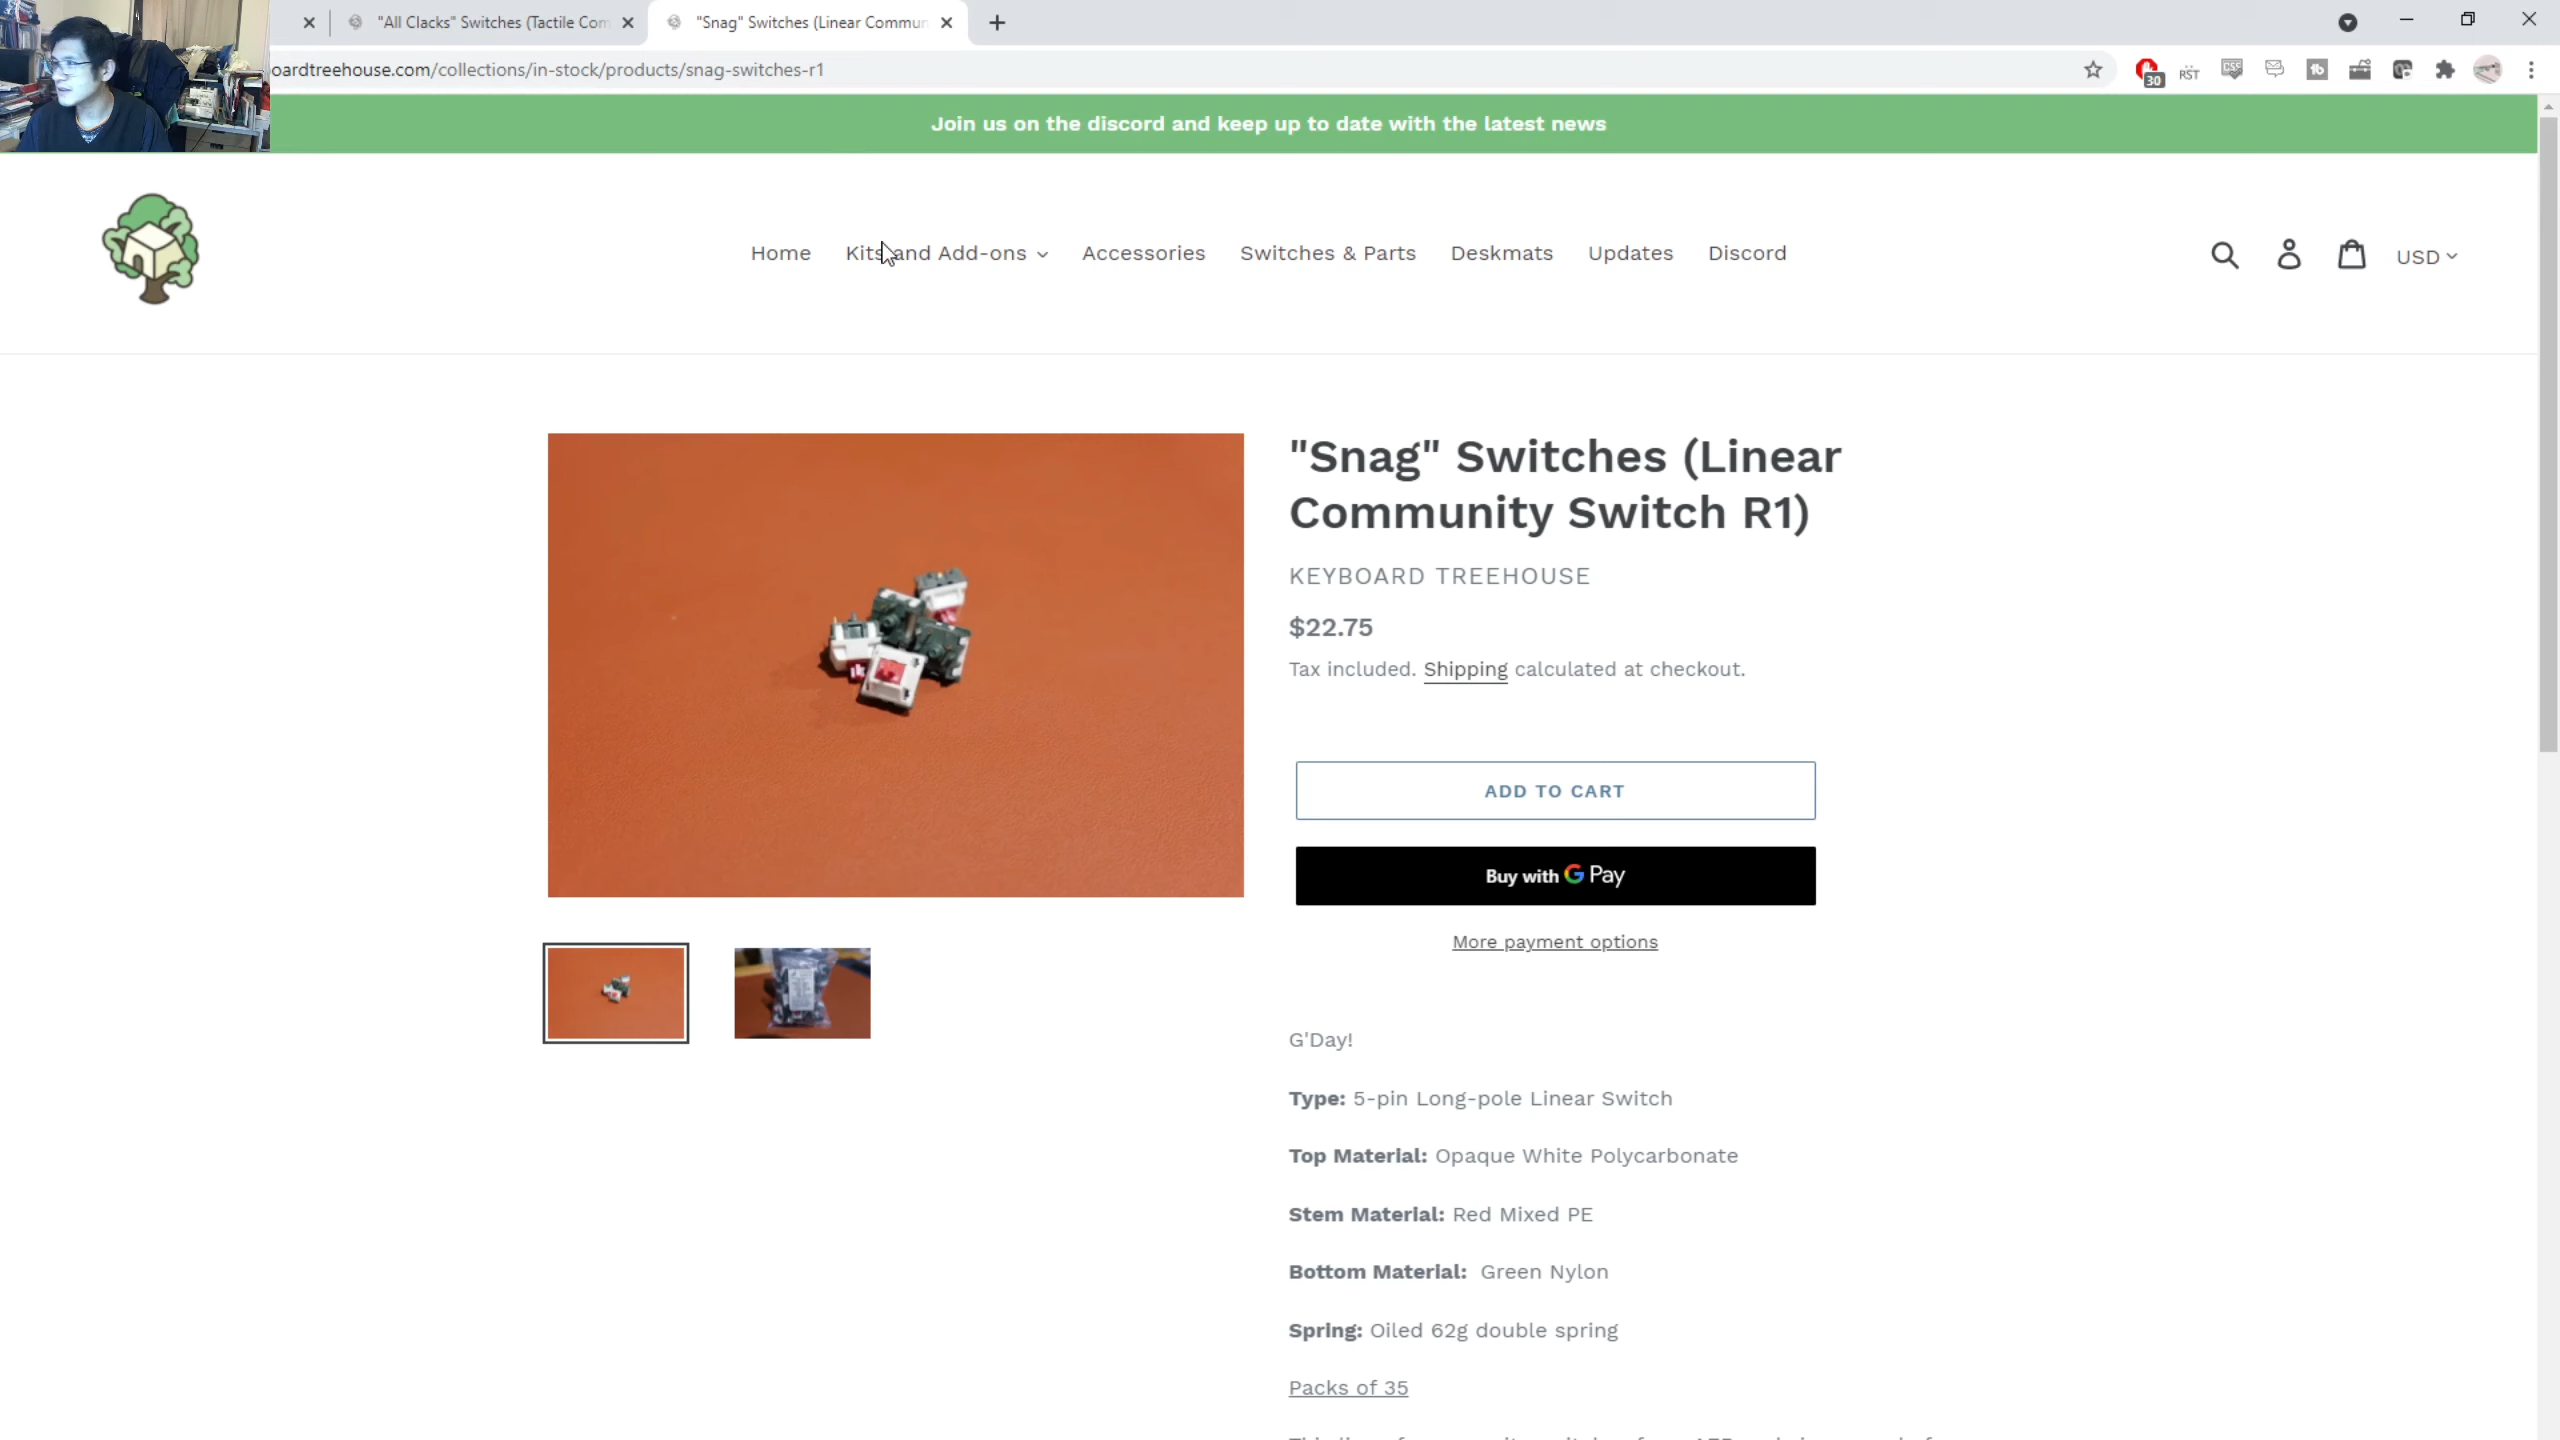 "All Clacks" Switches (Tactile Com
"Snag" Switches (Linear Commun
oardtreehouse.com/collections/in-stock/products/snag-switches-r1
30
RST
CSS
Join us on the discord and keep up to date with the latest news
Home
Kits and Add-ons
Accessories
Switches & Parts
Deskmats
Updates
Discord
USD
"Snag" Switches (Linear
Community Switch R1)
KEYBOARD TREEHOUSE
$22.75
Tax included. Shipping calculated at checkout.
ADD TO CART
Buy with G Pay
More payment options
G'Day!
Type: 5-pin Long-pole Linear Switch
Top Material: Opaque White Polycarbonate
Stem Material: Red Mixed PE
Bottom Material: Green Nylon
Spring: Oiled 62g double spring
Packs of 35